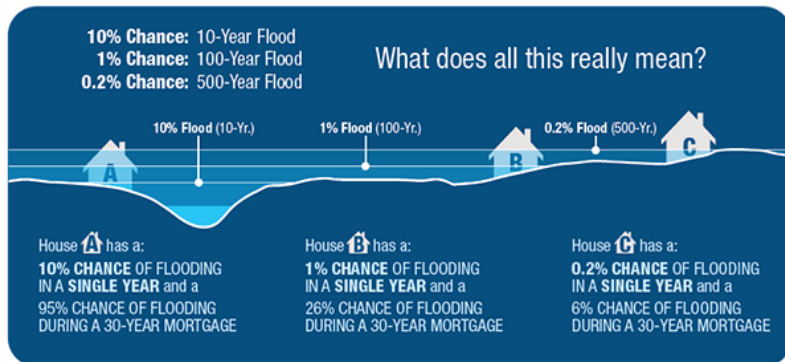 10% Chance: 10-Year Flood
1% Chance: 100-Year Flood
0.2% Chance: 500-Year Flood
What does all this really mean?
10% Flood (10-Yr.)
1% Flood (100-Yr.)
0.2% Flood (500-Yr.)
A
B
C
House A has a:
10% CHANCE OF FLOODING
IN A SINGLE YEAR and a
95% CHANCE OF FLOODING
DURING A 30-YEAR MORTGAGE
House B has a:
1% CHANCE OF FLOODING
IN A SINGLE YEAR and a
26% CHANCE OF FLOODING
DURING A 30-YEAR MORTGAGE
House C has a:
0.2% CHANCE OF FLOODING
IN A SINGLE YEAR and a
6% CHANCE OF FLOODING
DURING A 30-YEAR MORTGAGE